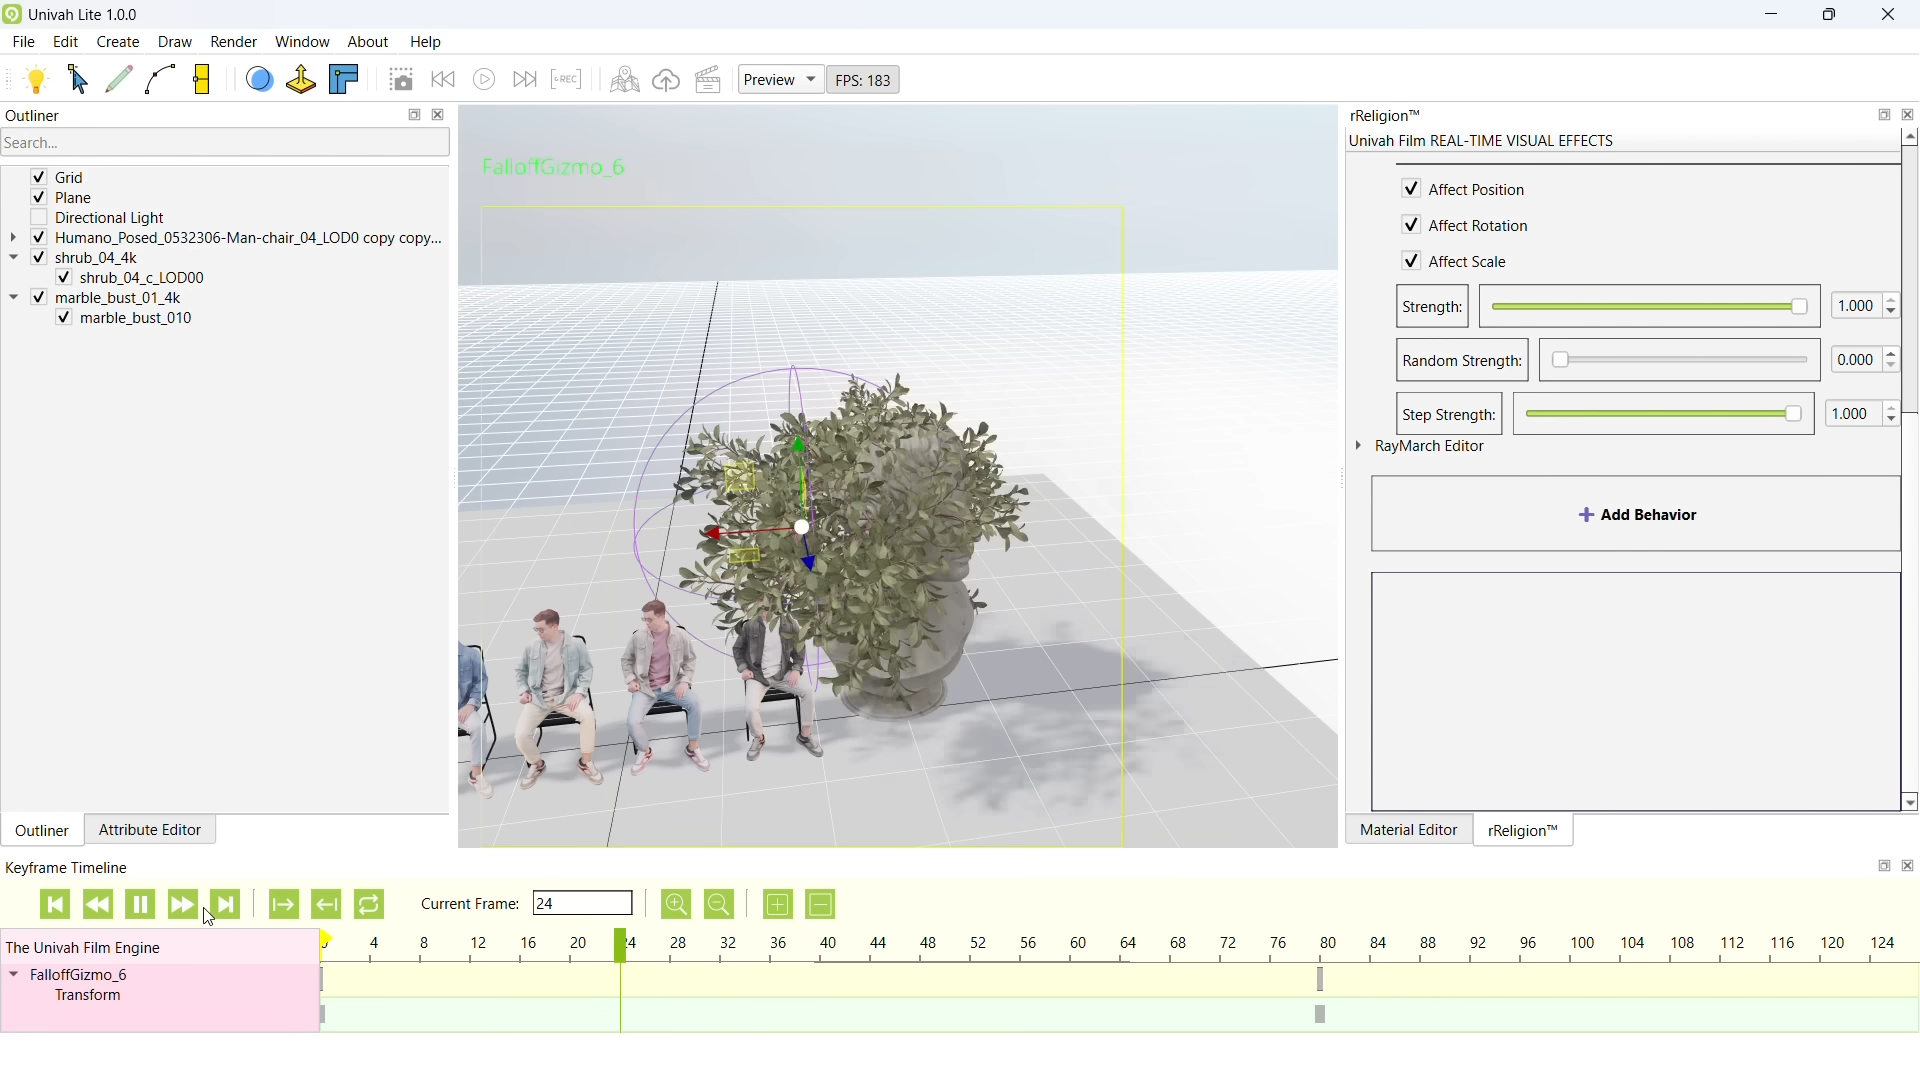 Univah Lite 1.0.0
File Edit Create Draw Render Window About Help
[REC] Preview FPS: 183
Outliner
Search...
Grid
Plane
Directional Light
Humano_Posed_0532306-Man-chair_04_LOD0 copy copy...
shrub_04_4k
shrub_04_c_LOD00
marble_bust_01_4k
marble_bust_010
Outliner Attribute Editor
FalloffGizmo_6
rReligion™
Univah Film REAL-TIME VISUAL EFFECTS
Affect Position
Affect Rotation
Affect Scale
Strength: 1.000
Random Strength: 0.000
Step Strength: 1.000
RayMarch Editor
+ Add Behavior
Material Editor rReligion™
Keyframe Timeline
Current Frame: 24
The Univah Film Engine
4 8 12 16 20 24 28 32 36 40 44 48 52 56 60 64 68 72 76 80 84 88 92 96 100 104 108 112 116 120 124
FalloffGizmo_6
Transform